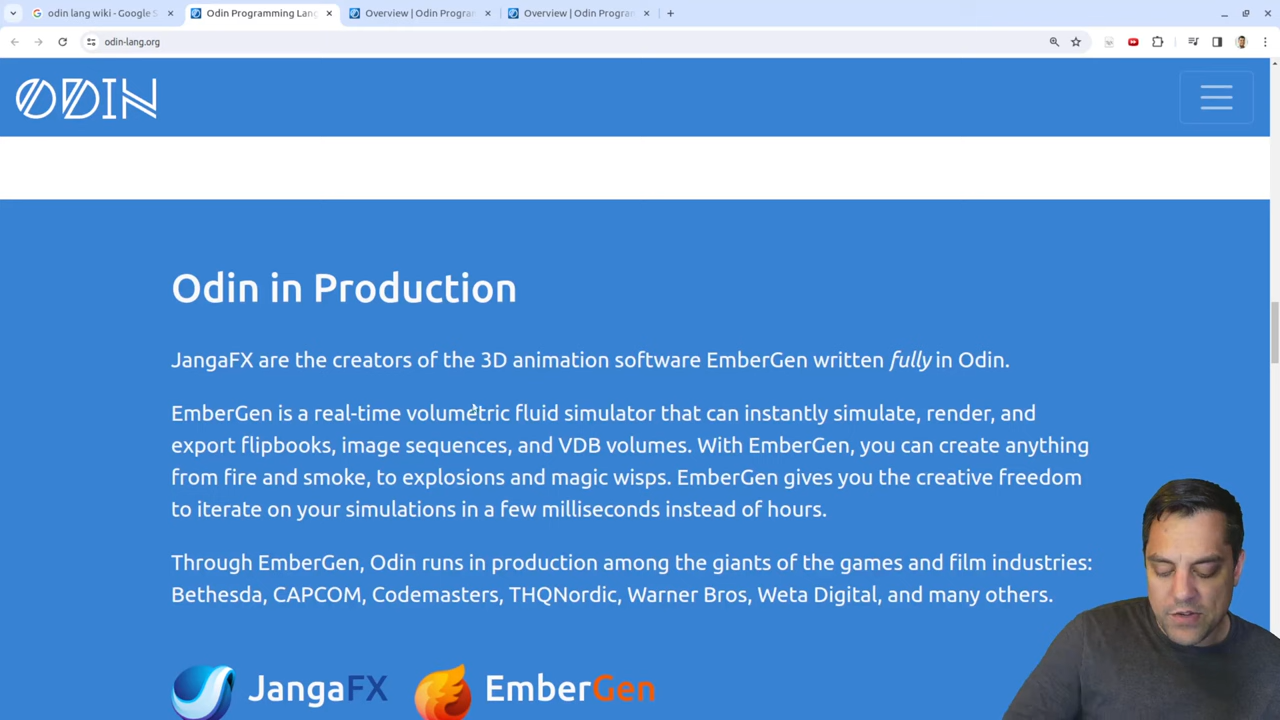 odin lang wiki - Google S
Odin Programming Lang
Overview | Odin Program
Overview | Odin Program
odin-lang.org
ODIN
Odin in Production
JangaFX are the creators of the 3D animation software EmberGen written fully in Odin.
EmberGen is a real-time volumetric fluid simulator that can instantly simulate, render, and
export flipbooks, image sequences, and VDB volumes. With EmberGen, you can create anything
from fire and smoke, to explosions and magic wisps. EmberGen gives you the creative freedom
to iterate on your simulations in a few milliseconds instead of hours.
Through EmberGen, Odin runs in production among the giants of the games and film industries:
Bethesda, CAPCOM, Codemasters, THQNordic, Warner Bros, Weta Digital, and many others.
JangaFX EmberGen